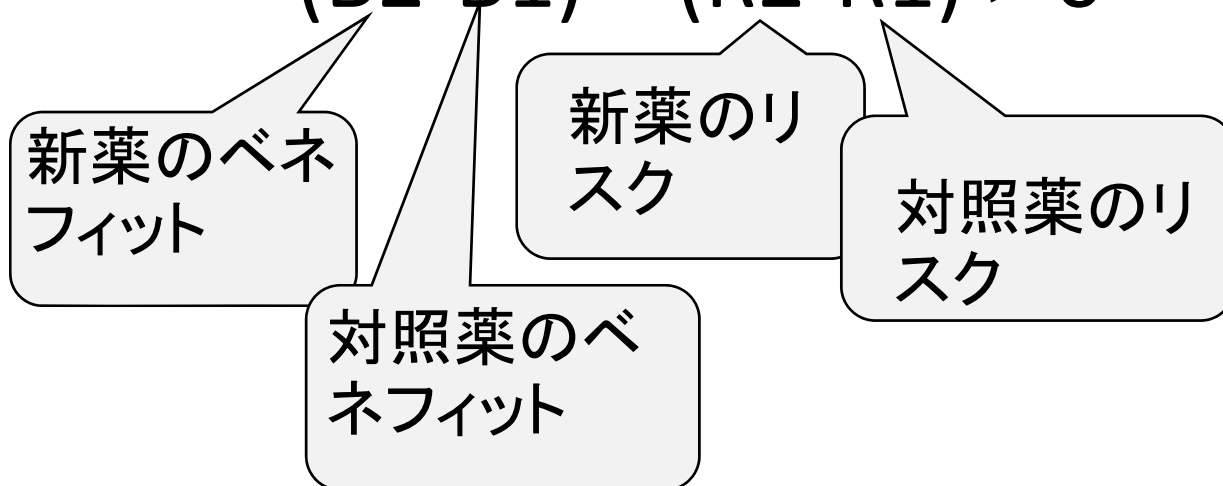 新薬のベネ
フィット
対照薬のベ
ネフィット
新薬のリ
スク
対照薬のリ
スク